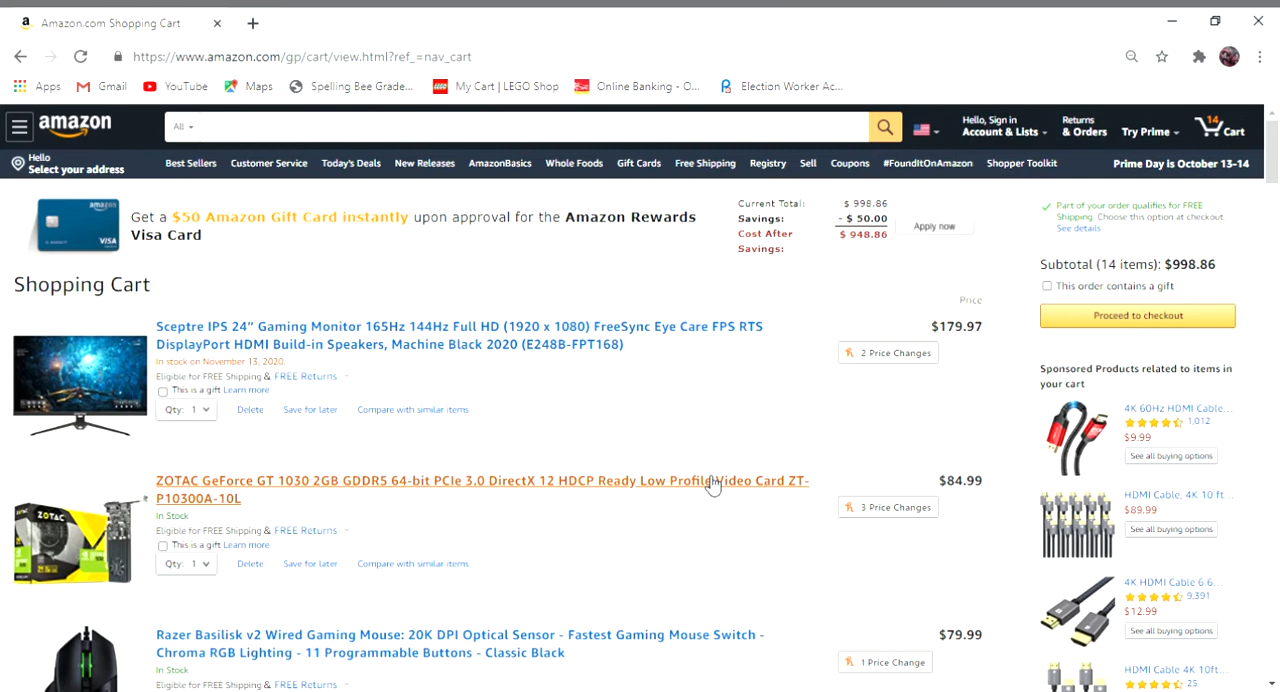 Amazon.com Shopping Cart
https://www.amazon.com/gp/cart/view.html?ref_=nav_cart
Apps Gmail YouTube Maps Spelling Bee Grade... My Cart | LEGO Shop Online Banking - O... Election Worker Ac...
amazon
All
Hello, Sign in
Account & Lists
Returns
& Orders
Try Prime
14
Cart
Hello
Select your address
Best Sellers Customer Service Today's Deals New Releases AmazonBasics Whole Foods Gift Cards Free Shipping Registry Sell Coupons #FoundItOnAmazon Shopper Toolkit
Prime Day is October 13-14
amazon
VISA
Get a $50 Amazon Gift Card instantly upon approval for the Amazon Rewards
Visa Card
Current Total: $ 998.86
Savings: - $ 50.00
Cost After $ 948.86
Savings:
Apply now
Part of your order qualifies for FREE
Shipping. Choose this option at checkout
See details
Subtotal (14 items): $998.86
This order contains a gift
Proceed to checkout
Shopping Cart
Price
Sceptre IPS 24" Gaming Monitor 165Hz 144Hz Full HD (1920 x 1080) FreeSync Eye Care FPS RTS
DisplayPort HDMI Build-in Speakers, Machine Black 2020 (E248B-FPT168)
$179.97
2 Price Changes
In stock on November 13, 2020.
Eligible for FREE Shipping & FREE Returns
This is a gift Learn more
Qty: 1 Delete Save for later Compare with similar items
ZOTAC GeForce GT 1030 2GB GDDR5 64-bit PCIe 3.0 DirectX 12 HDCP Ready Low Profile Video Card ZT-
P10300A-10L
$84.99
3 Price Changes
ZOTAC
In Stock
Eligible for FREE Shipping & FREE Returns
This is a gift Learn more
Qty: 1 Delete Save for later Compare with similar items
Razer Basilisk v2 Wired Gaming Mouse: 20K DPI Optical Sensor - Fastest Gaming Mouse Switch -
Chroma RGB Lighting - 11 Programmable Buttons - Classic Black
$79.99
1 Price Change
In Stock
Eligible for FREE Shipping & FREE Returns
Sponsored Products related to items in
your cart
4K 60Hz HDMI Cable...
1,012
$9.99
See all buying options
HDMI Cable, 4K 10 ft...
$89.99
See all buying options
4K HDMI Cable 6.6...
9,391
$12.99
See all buying options
HDMI Cable 4K 10ft...
25